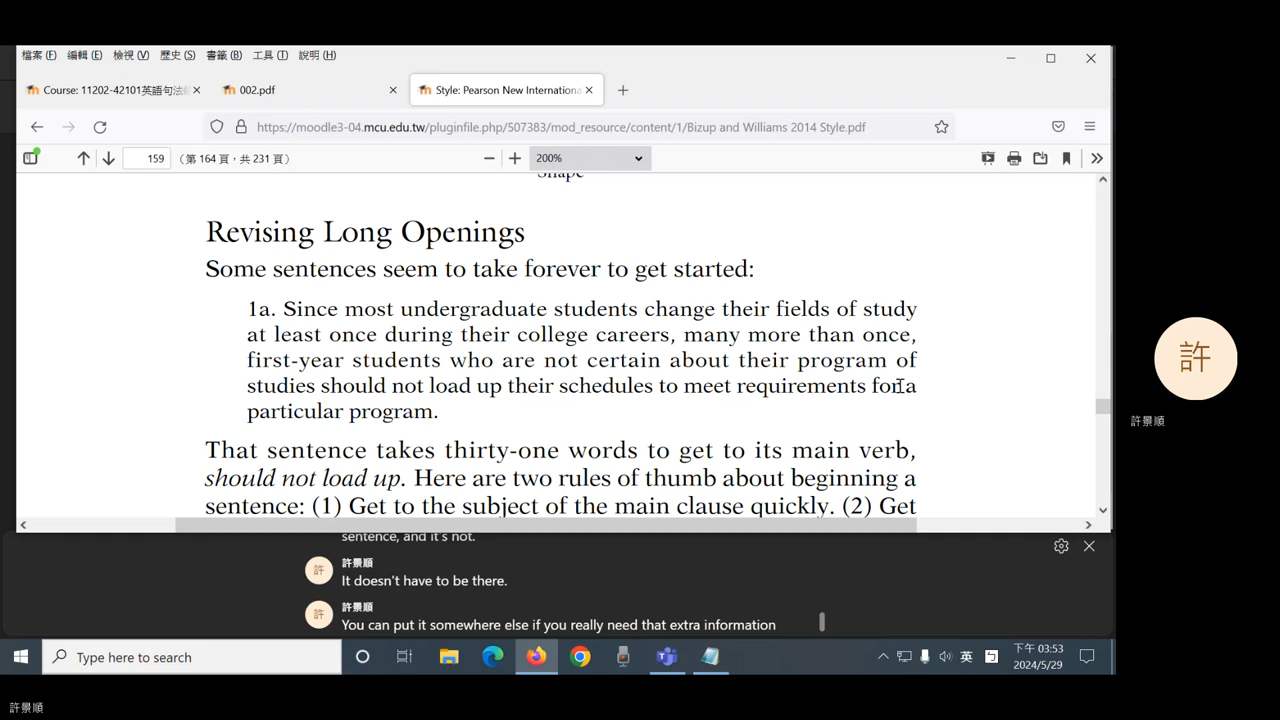 檔案 (F) 編輯 (E) 檢視 (V) 歷史 (S) 書籤 (B) 工具 (T) 說明 (H)
Course: 11202-42101英語句法
002.pdf
Style: Pearson New Internationa
https://moodle3-04.mcu.edu.tw/pluginfile.php/507383/mod_resource/content/1/Bizup and Williams 2014 Style.pdf
159 (第 164 頁,共 231 頁)
200%
Shape
Revising Long Openings
Some sentences seem to take forever to get started:
1a. Since most undergraduate students change their fields of study
at least once during their college careers, many more than once,
first-year students who are not certain about their program of
studies should not load up their schedules to meet requirements for a
particular program.
That sentence takes thirty-one words to get to its main verb,
should not load up. Here are two rules of thumb about beginning a
sentence: (1) Get to the subject of the main clause quickly. (2) Get
許
許景順
sentence, and it's not.
許
許景順
It doesn't have to be there.
許
許景順
You can put it somewhere else if you really need that extra information
Type here to search
英
下午 03:53
2024/5/29
許景順